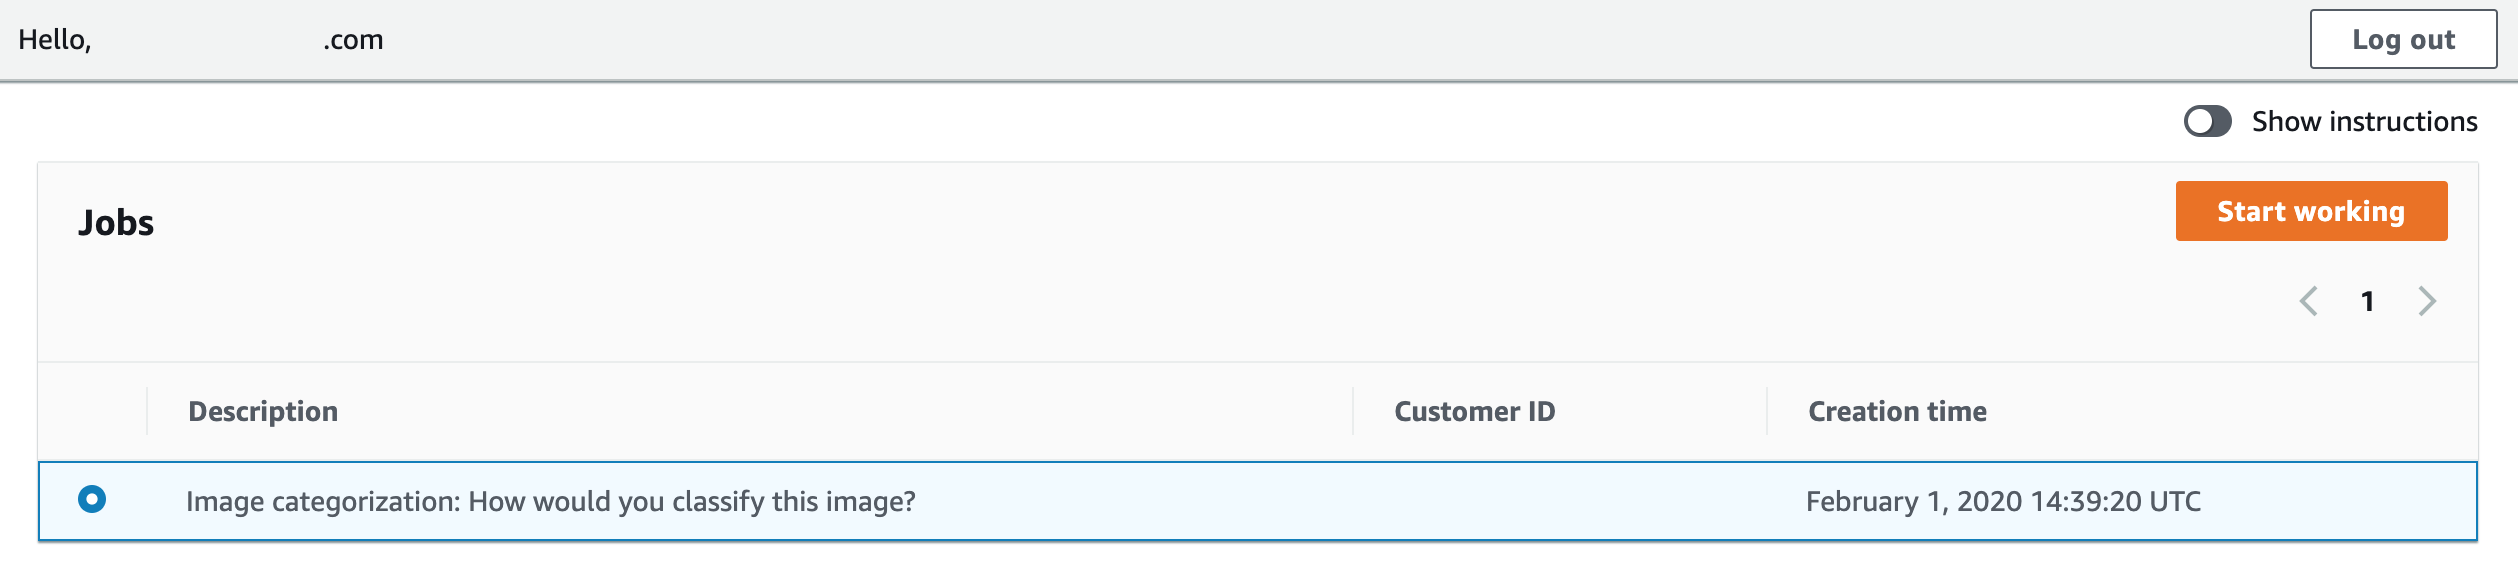 Hello, .com Log out
Show instructions
Jobs Start working
1
Description Customer ID Creation time
Image categorization: How would you classify this image? February 1, 2020 14:39:20 UTC